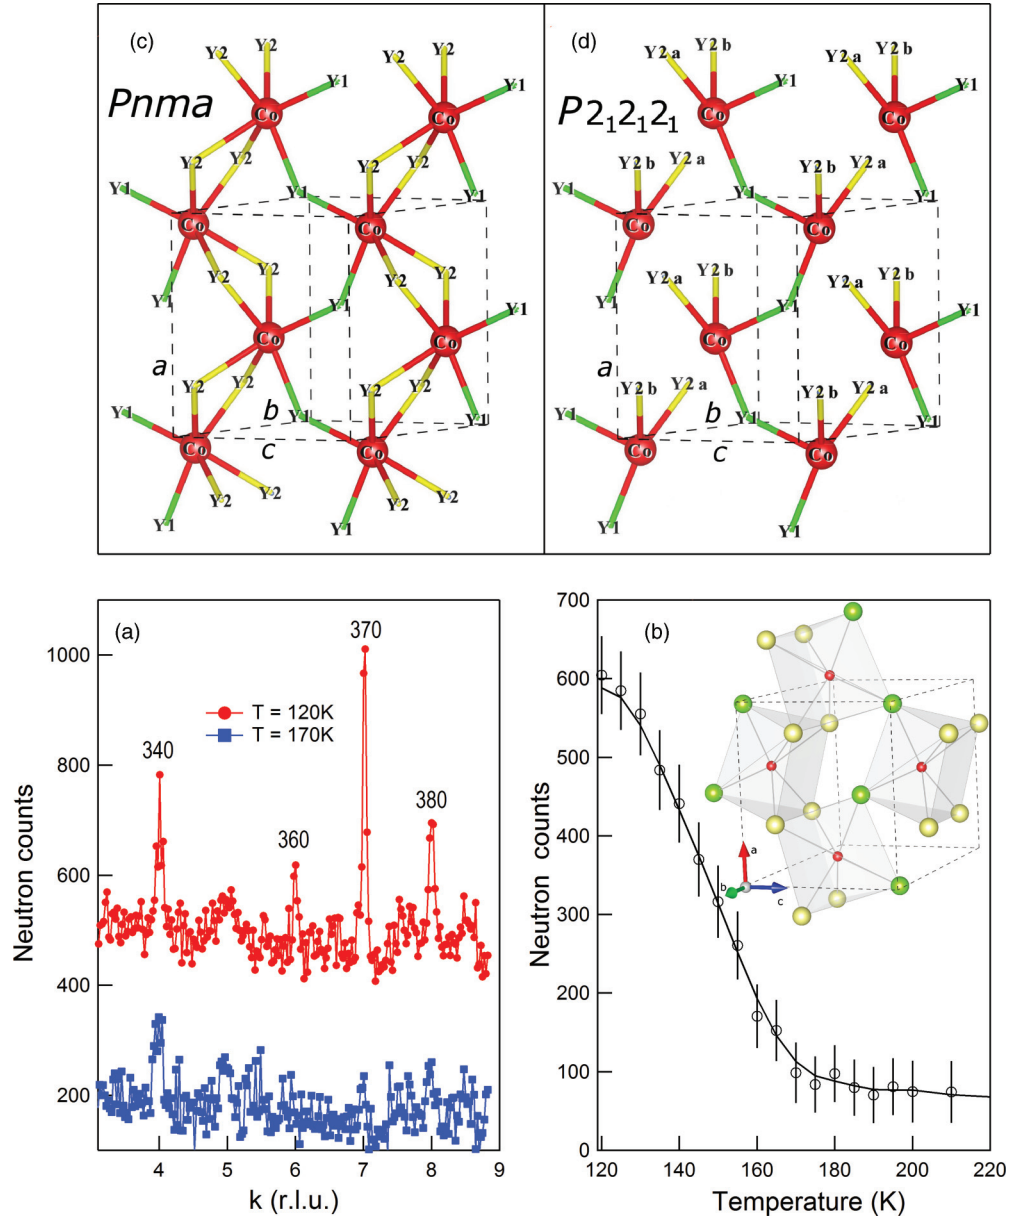 (c)
Y2 Y2 Y2 Y2
Y1 Y1
Pnma
Co Co
Y2 Y2 Y2 Y2
Y1 Y1 Y1
Co Co
Y2 Y2 Y2 Y2
Y1 Y1 Y1
Co Co
a
Y2 Y2 Y2 Y2
Y1 Y1 Y1
b
c
Co Co
Y2 Y2 Y2 Y2
Y1 Y1
(d)
Y2 a Y2 b Y2 a Y2 b
Y1 Y1
P2₁2₁2₁
Co Co
Y2 b Y2 a Y2 b Y2 a
Y1 Y1 Y1
Co Co
Y2 a Y2 b Y2 a Y2 b
Y1 Y1 Y1
Co Co
a
Y2 b Y2 a Y2 b Y2 a
b
Y1 Y1
c
Co Co
Y1 Y1
(a)
370
T = 120K
T = 170K
340
360
380
1000
800
600
400
200
Neutron counts
4 5 6 7 8 9
k (r.l.u.)
(b)
700
600
500
400
300
200
100
0
Neutron counts
a
b
c
120 140 160 180 200 220
Temperature (K)